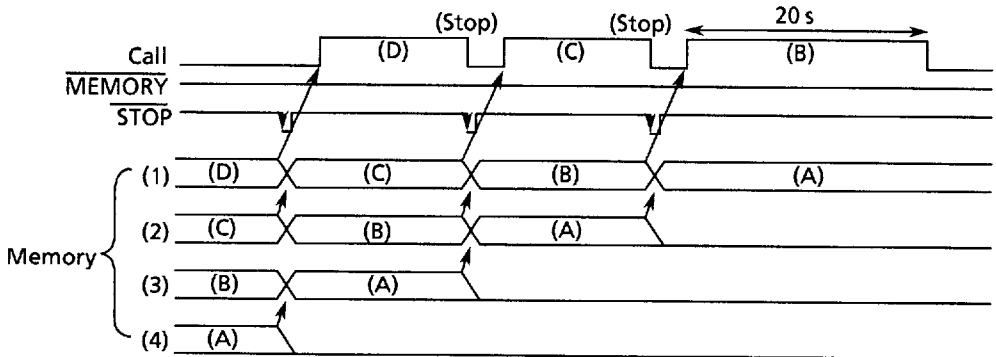 (Stop) (Stop) 20 s
Call (D) (C) (B)
MEMORY
STOP
(1) (D) (C) (B) (A)
(2) (C) (B) (A)
Memory
(3) (B) (A)
(4) (A)